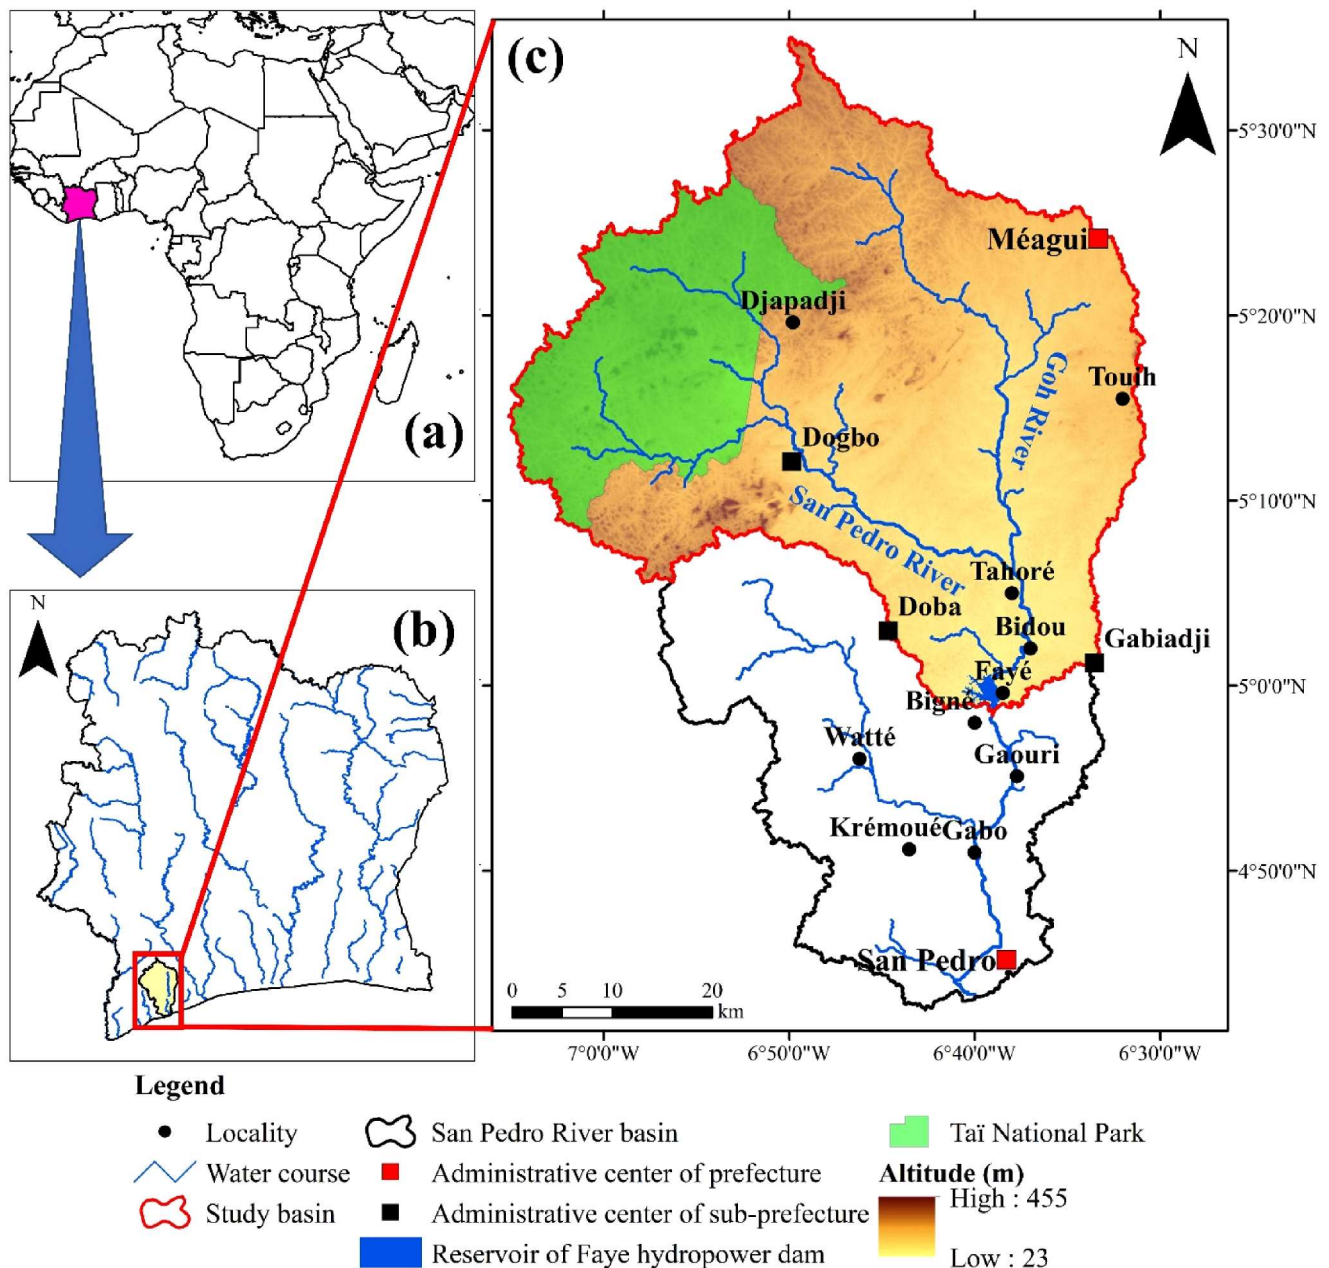 (a)
N
(b)
(c)
N
5°30'0"N
Méagui
5°20'0"N
Djapadji
Goh River
Touih
Dogbo
5°10'0"N
San Pedro River
Tahoré
Doba
Bidou
Gabiadji
Fayé
5°0'0"N
Bigné
Watté
Gaouri
Krémoué
Gabo
4°50'0"N
San Pedro
0 5 10 20
km
7°0'0"W 6°50'0"W 6°40'0"W 6°30'0"W
Legend
Locality
San Pedro River basin
Taï National Park
Water course
Administrative center of prefecture
Altitude (m)
High : 455
Study basin
Administrative center of sub-prefecture
Reservoir of Faye hydropower dam
Low : 23